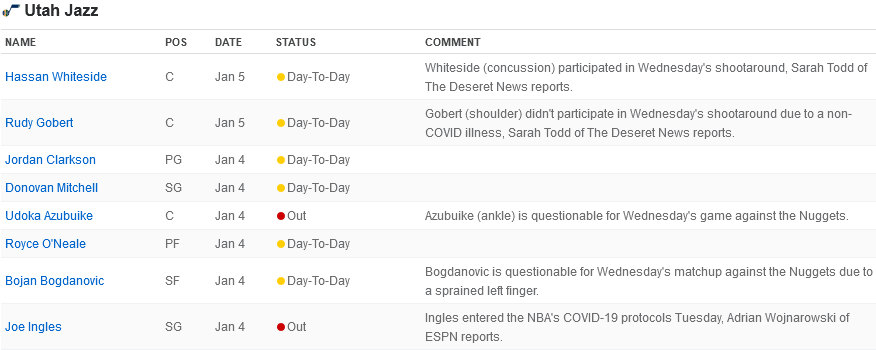 Utah Jazz
NAME POS DATE STATUS COMMENT
Hassan Whiteside C Jan 5 Day-To-Day Whiteside (concussion) participated in Wednesday's shootaround, Sarah Todd of
The Deseret News reports.
Rudy Gobert C Jan 5 Day-To-Day Gobert (shoulder) didn't participate in Wednesday's shootaround due to a non-
COVID illness, Sarah Todd of The Deseret News reports.
Jordan Clarkson PG Jan 4 Day-To-Day
Donovan Mitchell SG Jan 4 Day-To-Day
Udoka Azubuike C Jan 4 Out Azubuike (ankle) is questionable for Wednesday's game against the Nuggets.
Royce O'Neale PF Jan 4 Day-To-Day
Bojan Bogdanovic SF Jan 4 Day-To-Day Bogdanovic is questionable for Wednesday's matchup against the Nuggets due to
a sprained left finger.
Joe Ingles SG Jan 4 Out Ingles entered the NBA's COVID-19 protocols Tuesday, Adrian Wojnarowski of
ESPN reports.